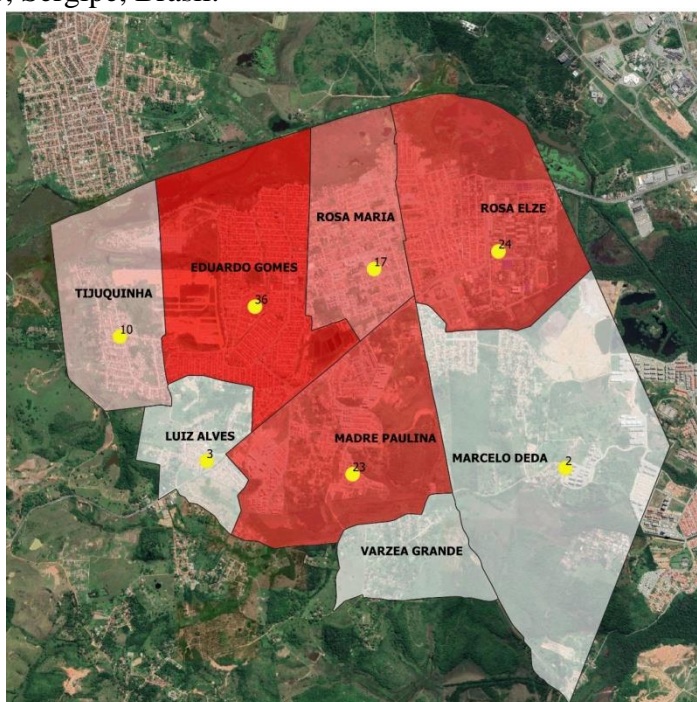 , Sergipe, Brasil.
ROSA MARIA
ROSA ELZE
17
24
EDUARDO GOMES
36
TIJUQUINHA
10
LUIZ ALVES
3
MADRE PAULINA
23
MARCELO DEDA
2
VARZEA GRANDE